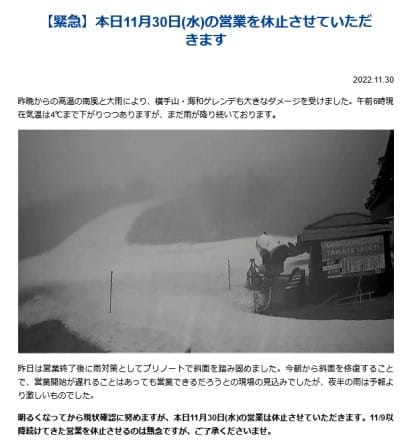 【緊急】本日11月30日(水)の営業を休止させていただ
きます
2022.11.30
昨晩からの高温の南風と大雨により、横手山・海和ゲレンデも大きなダメージを受けました。午前6時現
在気温は4℃まで下がりつつありますが、まだ雨が降り続いております。
昨日は営業終了後に雨対策としてプリノートで斜面を踏み固めました。今朝から斜面を修復すること
で、営業開始が遅れることはあっても営業できるだろうとの現場の見込みでしたが、夜半の雨は予報よ
り激しいものでした。
明るくなってから現状確認に努めますが、本日11月30日(水)の営業は休止させていただきます。11/9以
降続けてきた営業を休止させるのは無念ですが、ご了承くださいませ。